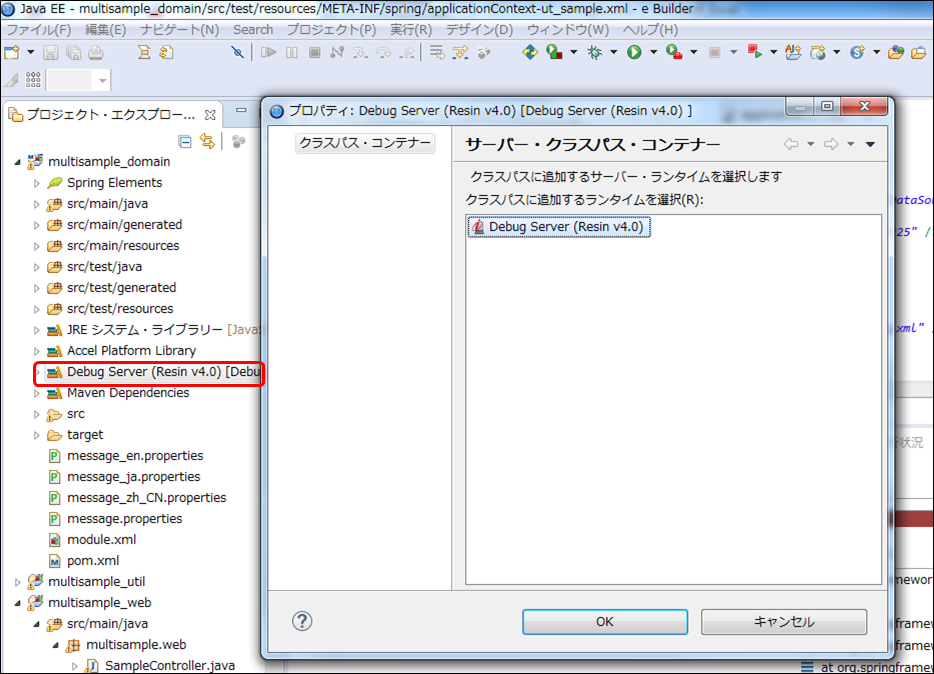 Java EE - multisample_domain/src/test/resources/META-INF/spring/applicationContext-ut_sample.xml - e Builder
ファイル(F) 編集(E) ナビゲート(N) Search プロジェクト(P) 実行(R) デザイン(D) ウィンドウ(W) ヘルプ(H)
プロジェクト・エクスプロー...
multisample_domain
Spring Elements
src/main/java
src/main/generated
src/main/resources
src/test/java
src/test/generated
src/test/resources
JRE システム・ライブラリー [JavaS
Accel Platform Library
Debug Server (Resin v4.0) [Debu
Maven Dependencies
src
target
message_en.properties
message_ja.properties
message_zh_CN.properties
message.properties
module.xml
pom.xml
multisample_util
multisample_web
src/main/java
multisample.web
SampleController.java
プロパティ: Debug Server (Resin v4.0) [Debug Server (Resin v4.0) ]
クラスパス・コンテナー
サーバー・クラスパス・コンテナー
クラスパスに追加するサーバー・ランタイムを選択します
クラスパスに追加するランタイムを選択(R):
Debug Server (Resin v4.0)
OK
キャンセル
DataSou
25" /
xml" 
状況
mework
framew
framew
at org.springframew